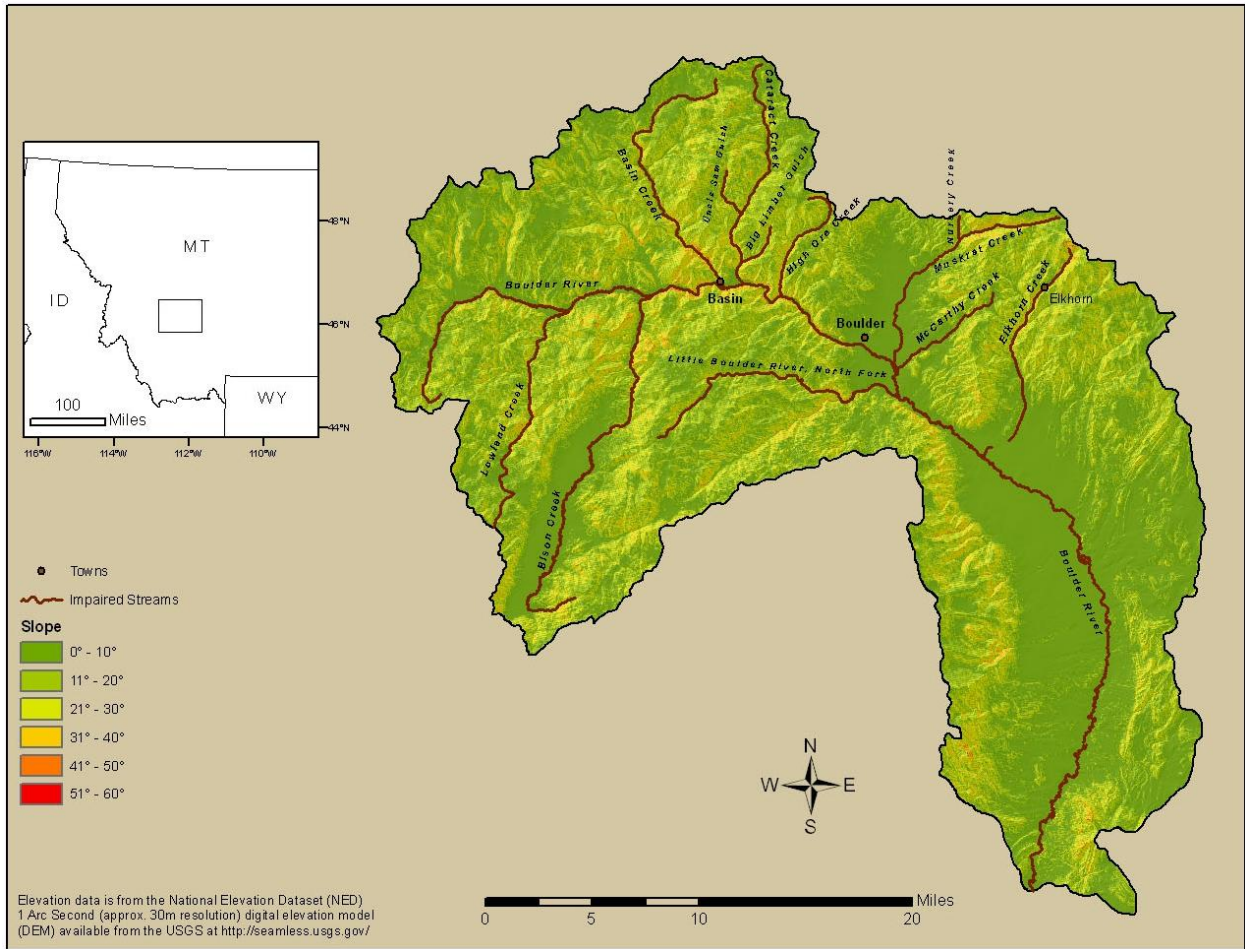 Cataract Creek
Uncle Sam Gulch
Basin Creek
Big Limber Gulch
High Ore Creek
Nursery Creek
Muskrat Creek
McCarthy Creek
Elkhorn Creek
Elkhorn
Boulder River
Basin
Boulder
Little Boulder River, North Fork
Lowland Creek
Bison Creek
Boulder River
MT
ID
WY
48°N
46°N
44°N
116°W 114°W 112°W 110°W
100
Miles
Towns
Impaired Streams
Slope
0° - 10°
11° - 20°
21° - 30°
31° - 40°
41° - 50°
51° - 60°
N
W E
S
Elevation data is from the National Elevation Dataset (NED)
1 Arc Second (approx. 30m resolution) digital elevation model
(DEM) available from the USGS at http://seamless.usgs.gov/
Miles
0 5 10 20